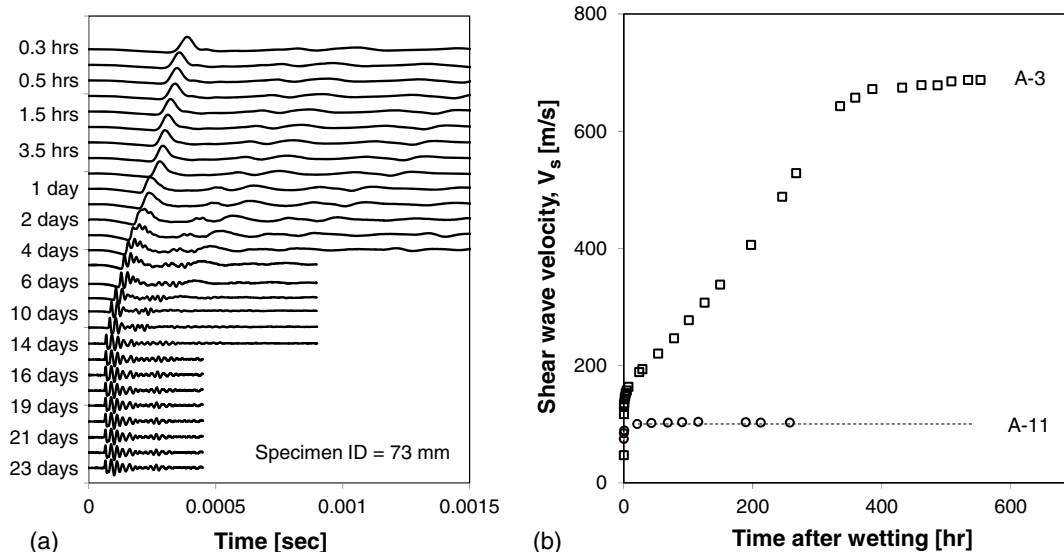 0.3 hrs
0.5 hrs
1.5 hrs
3.5 hrs
1 day
2 days
4 days
6 days
10 days
14 days
16 days
19 days
21 days
23 days
Specimen ID = 73 mm
0 0.0005 0.001 0.0015
(a) Time [sec]
800
600
400
200
0
Shear wave velocity, Vs [m/s]
A-3
A-11
0 200 400 600
(b) Time after wetting [hr]